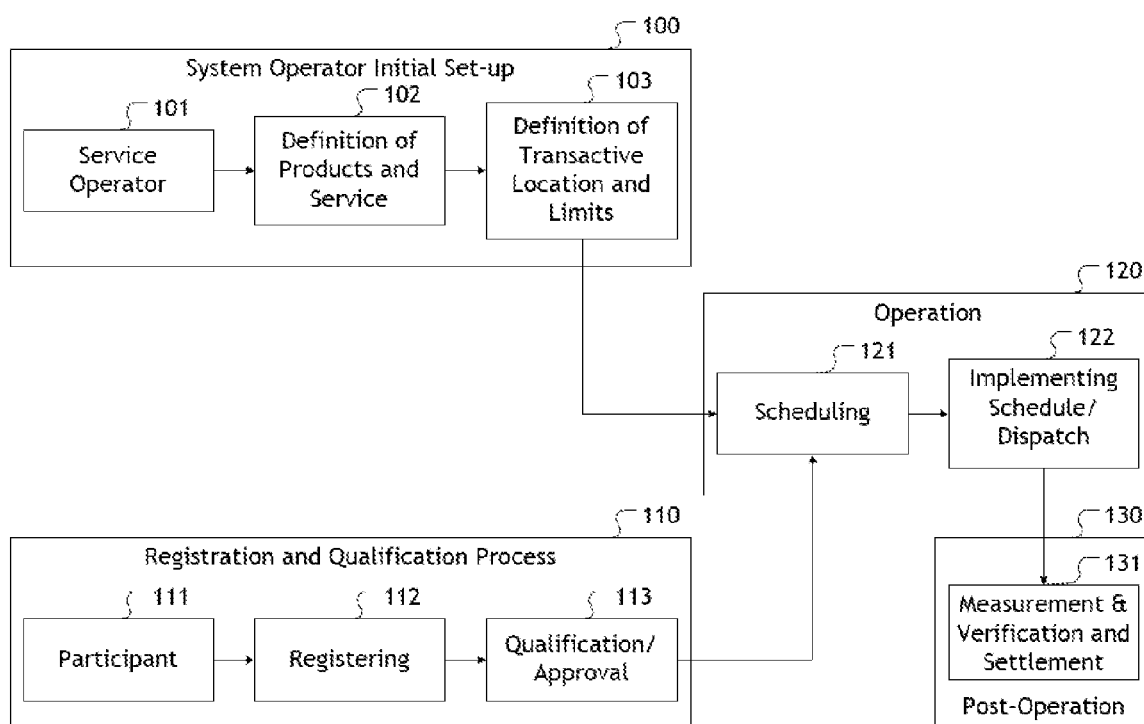 100
System Operator Initial Set-up
101
Service
Operator
102
Definition of
Products and
Service
103
Definition of
Transactive
Location and
Limits
120
Operation
121
Scheduling
122
Implementing
Schedule/
Dispatch
110
Registration and Qualification Process
111
Participant
112
Registering
113
Qualification/
Approval
130
131
Measurement &
Verification and
Settlement
Post-Operation